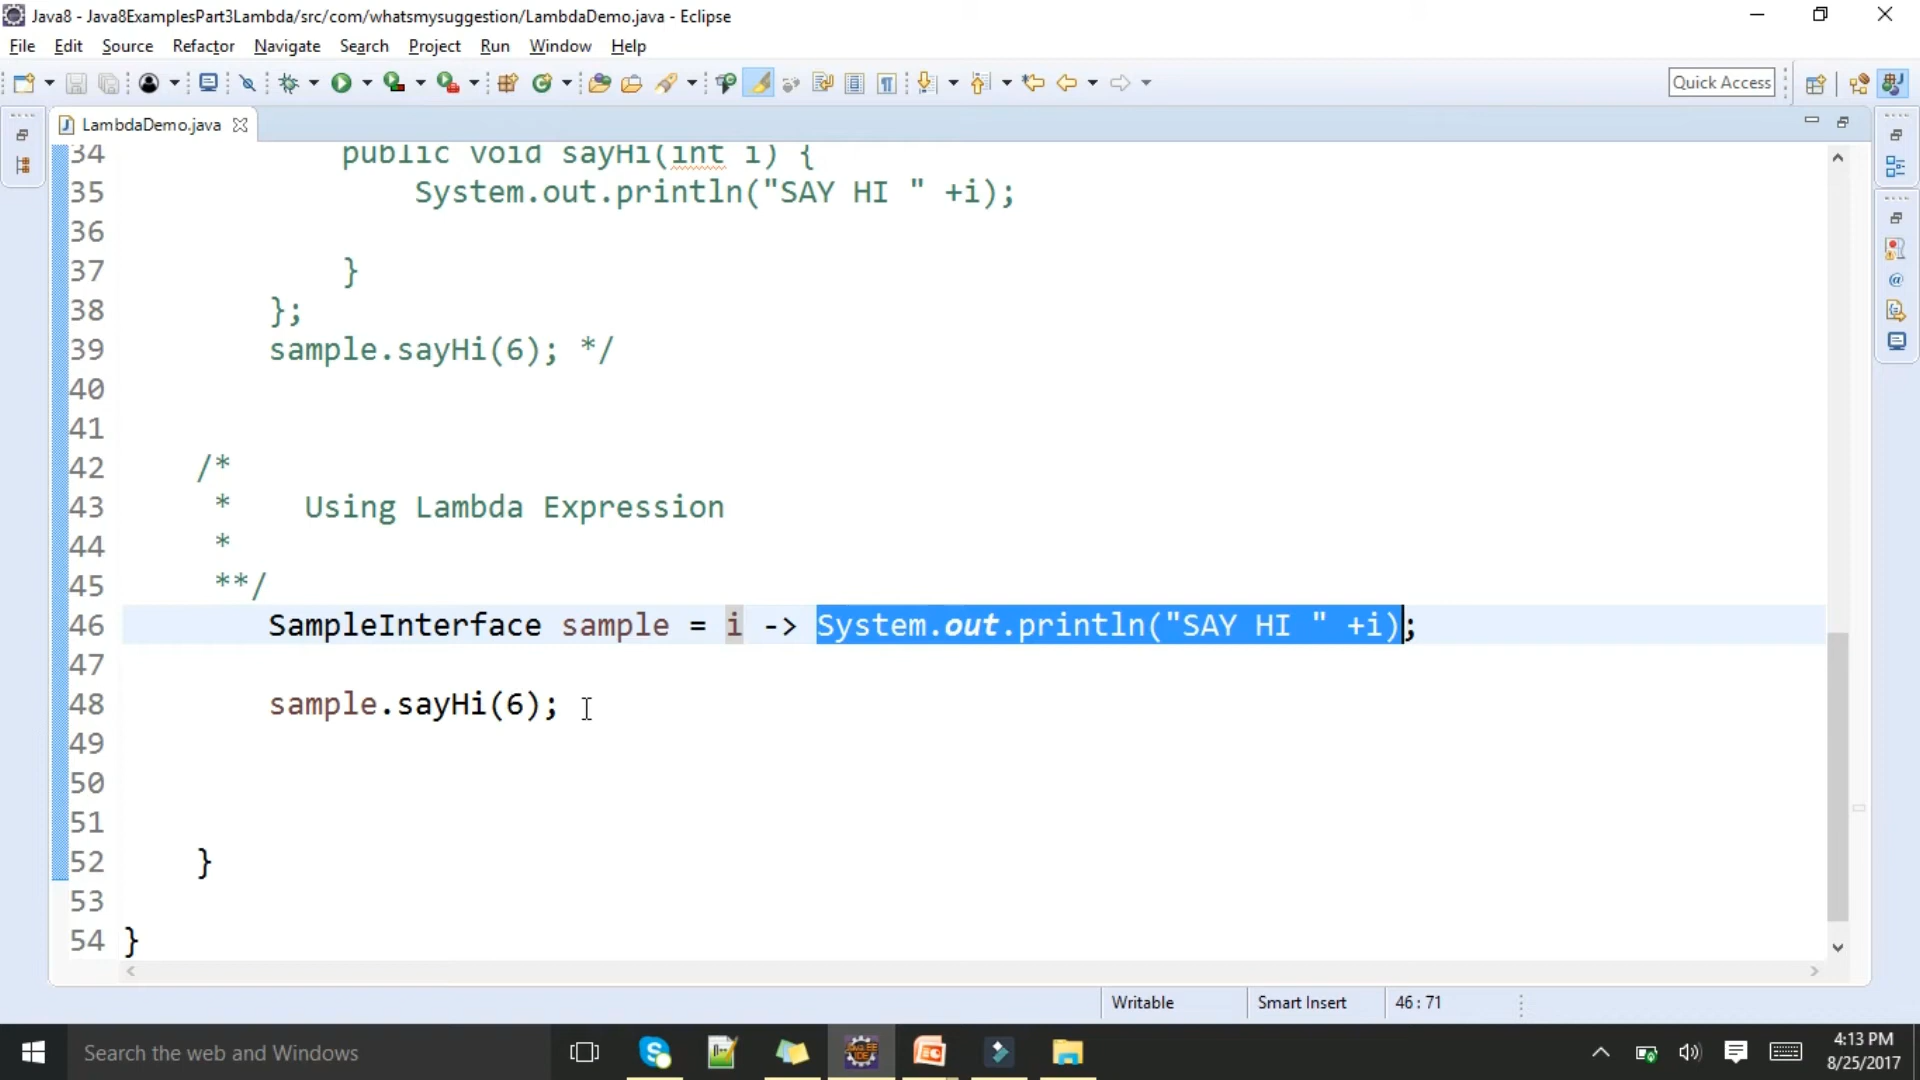 Java8 - Java8ExamplesPart3Lambda/src/com/whatsmysuggestion/LambdaDemo.java - Eclipse
File Edit Source Refactor Navigate Search Project Run Window Help
Quick Access
LambdaDemo.java
34 public void sayHi(int i) {
35 System.out.println("SAY HI " +i);
36
37 }
38 };
39 sample.sayHi(6); */
40
41
42 /*
43 * Using Lambda Expression
44 *
45 **/
46 SampleInterface sample = i -> System.out.println("SAY HI " +i);
47
48 sample.sayHi(6);
49
50
51
52 }
53
54 }
Writable Smart Insert 46 : 71
Search the web and Windows
4:13 PM
8/25/2017